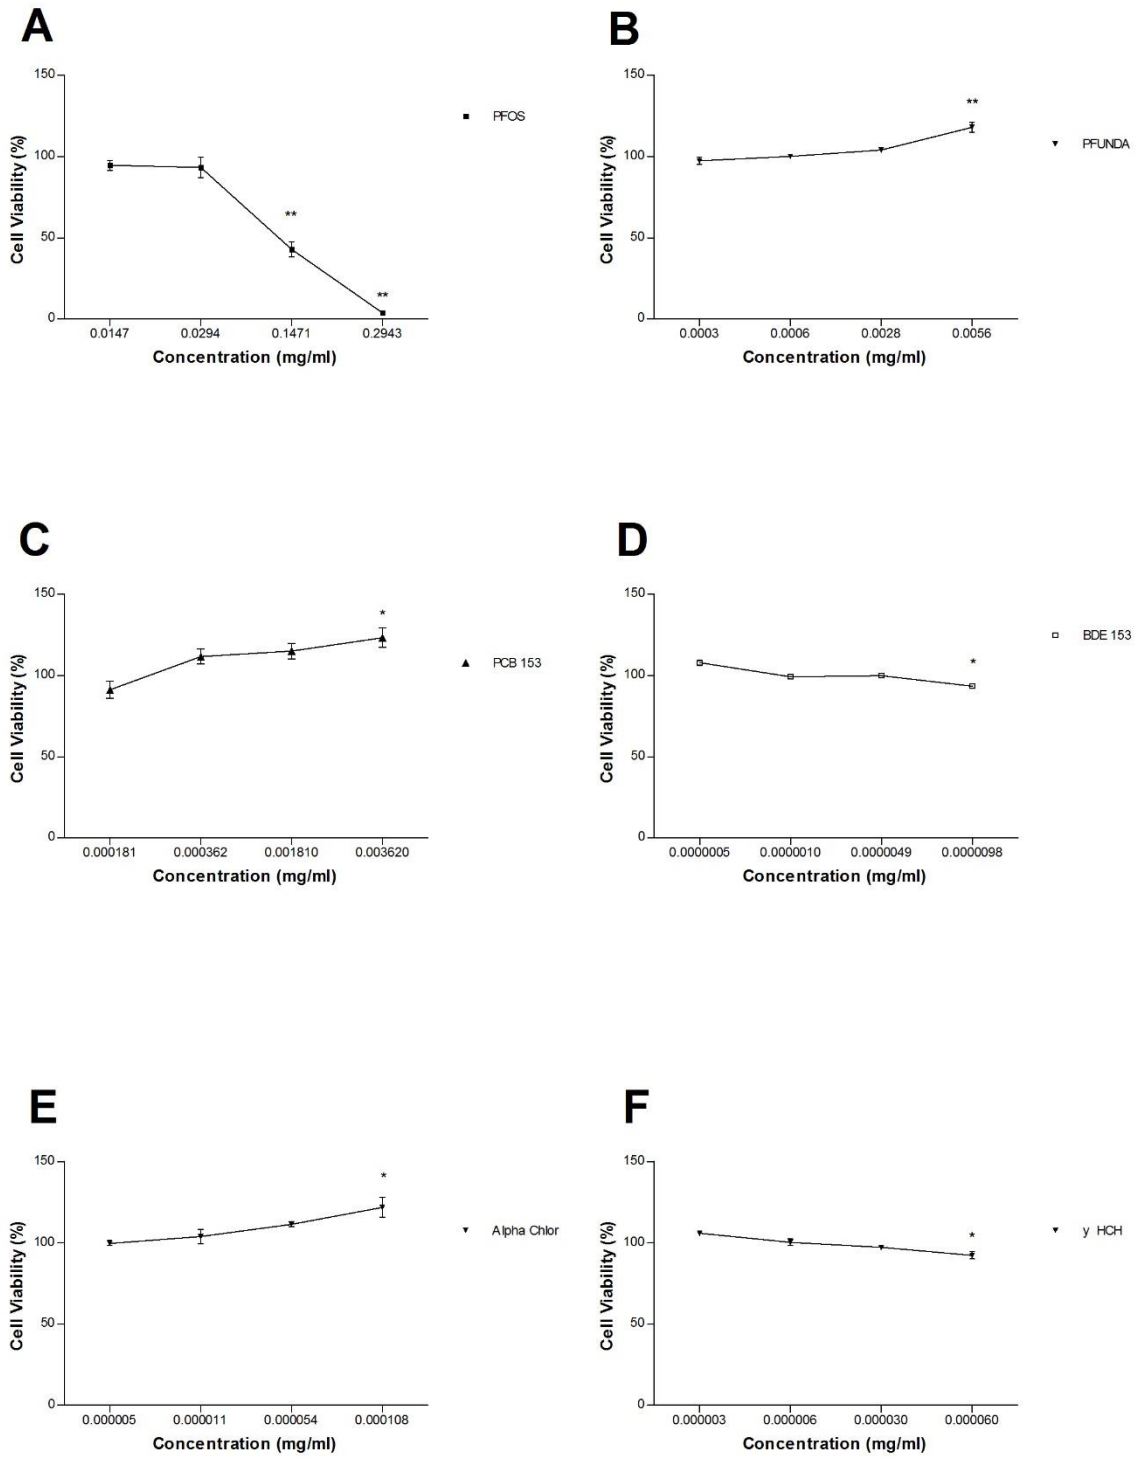 A
150
100
50
0
Cell Viability (%)
**
**
0.0147 0.0294 0.1471 0.2943
Concentration (mg/ml)
PFOS
B
150
100
50
0
Cell Viability (%)
**
0.0003 0.0006 0.0028 0.0056
Concentration (mg/ml)
PFUNDA
C
150
100
50
0
Cell Viability (%)
*
0.000181 0.000362 0.001810 0.003620
Concentration (mg/ml)
PCB 153
D
150
100
50
0
Cell Viability (%)
*
0.0000005 0.0000010 0.0000049 0.0000098
Concentration (mg/ml)
BDE 153
E
150
100
50
0
Cell Viability (%)
*
0.000005 0.000011 0.000054 0.000108
Concentration (mg/ml)
Alpha Chlor
F
150
100
50
0
Cell Viability (%)
*
0.000003 0.000006 0.000030 0.000060
Concentration (mg/ml)
y HCH